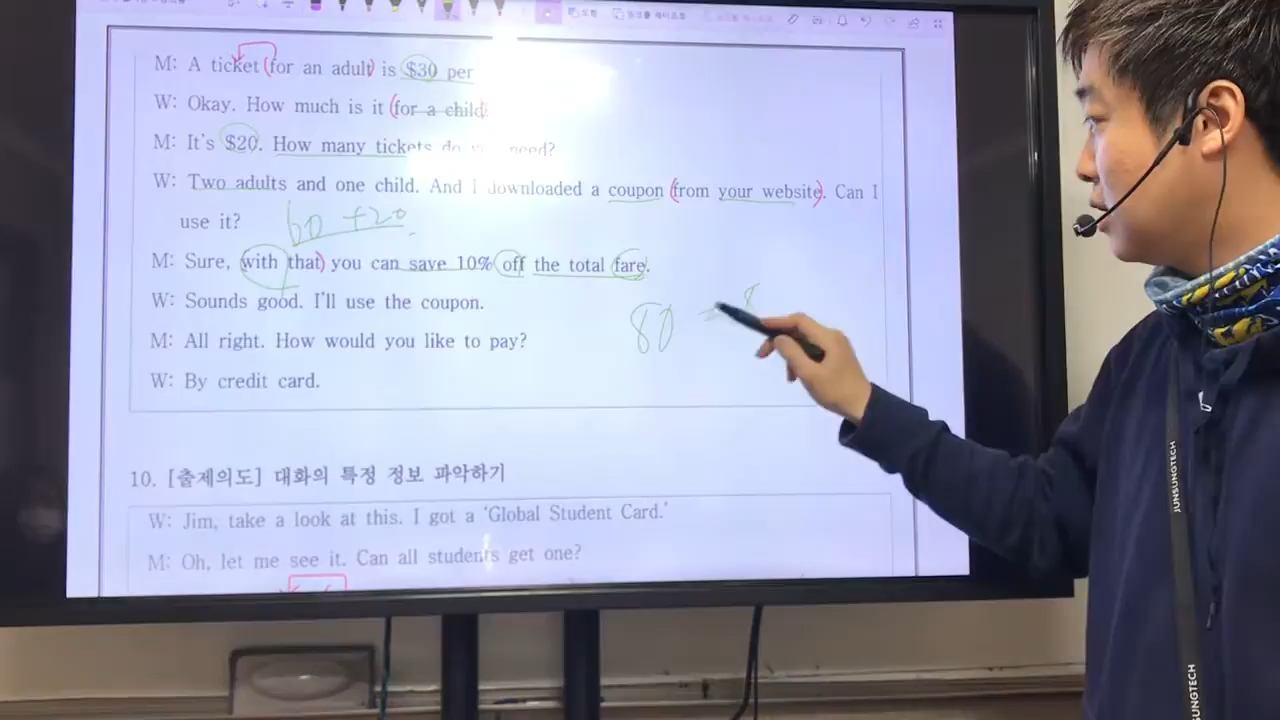 M: A ticket (for an adult) is $30 per
W: Okay. How much is it (for a child)
M: It's $20. How many tickets do need?
W: Two adults and one child. And I downloaded a coupon (from your website). Can I
use it?
60 + 20
M: Sure, with that) you can save 10% off the total fare.
W: Sounds good. I'll use the coupon.
80 - 8
M: All right. How would you like to pay?
W: By credit card.
10. [출제의도] 대화의 특정 정보 파악하기
W: Jim, take a look at this. I got a 'Global Student Card.'
M: Oh, let me see it. Can all students get one?
JUNSUNGTECH
JUNSUNGTECH